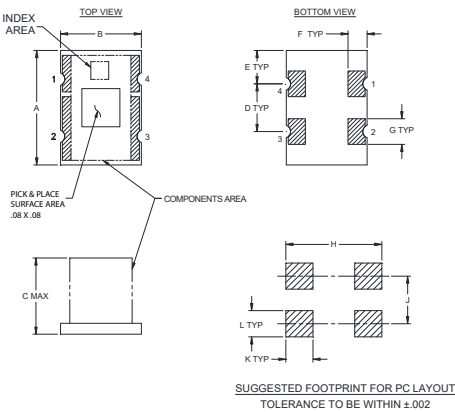 TOP VIEW
INDEX
AREA
B
1
4
A
2
3
PICK & PLACE
SURFACE AREA
.08 X .08
COMPONENTS AREA
BOTTOM VIEW
F TYP
E TYP
4
1
D TYP
G TYP
3
2
C MAX
H
J
L TYP
K TYP
SUGGESTED FOOTPRINT FOR PC LAYOUT
TOLERANCE TO BE WITHIN ±.002